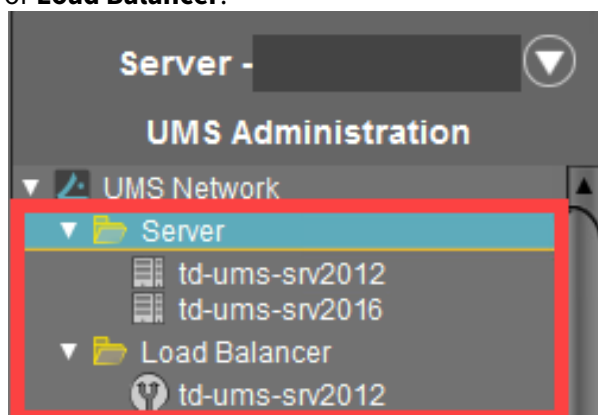 or Load Balancer.
Server -
UMS Administration
UMS Network
Server
td-ums-srv2012
td-ums-srv2016
Load Balancer
td-ums-srv2012